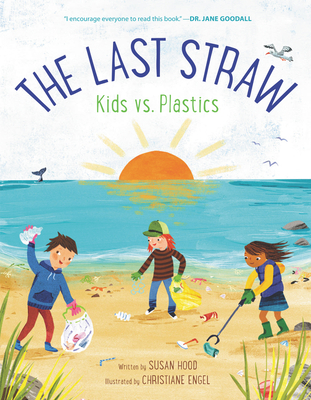 "I encourage everyone to read this book." — DR. JANE GOODALL
THE LAST STRAW
Kids vs. Plastics
Written by SUSAN HOOD
Illustrated by CHRISTIANE ENGEL